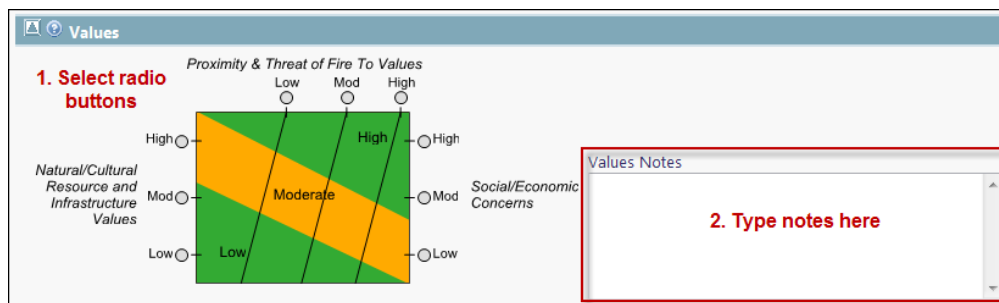 Values
1. Select radio
buttons
Proximity & Threat of Fire To Values
Low Mod High
High
High
High
Natural/Cultural
Resource and
Infrastructure
Values
Mod
Moderate
Mod
Social/Economic
Concerns
Low
Low
Low
Values Notes
2. Type notes here